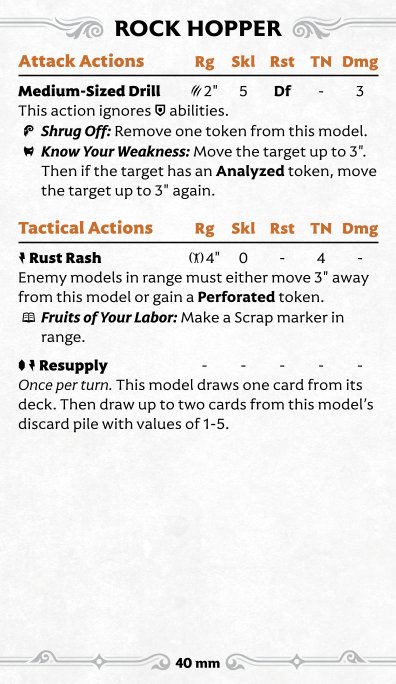 ROCK HOPPER
Attack Actions Rg Skl Rst TN Dmg
Medium-Sized Drill 2" 5 Df - 3
This action ignores abilities.
Shrug Off: Remove one token from this model.
Know Your Weakness: Move the target up to 3".
Then if the target has an Analyzed token, move
the target up to 3" again.
Tactical Actions Rg Skl Rst TN Dmg
Rust Rash 4" 0 - 4 -
Enemy models in range must either move 3" away
from this model or gain a Perforated token.
Fruits of Your Labor: Make a Scrap marker in
range.
Resupply - - - - -
Once per turn. This model draws one card from its
deck. Then draw up to two cards from this model's
discard pile with values of 1-5.
40 mm